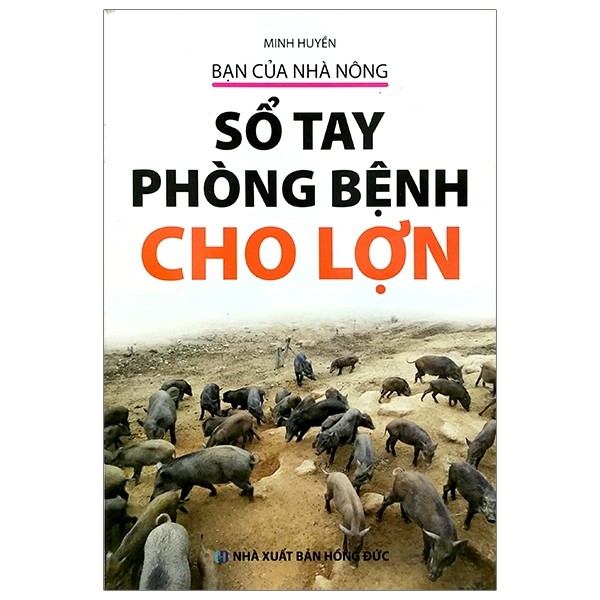 MINH HUYỀN
BẠN CỦA NHÀ NÔNG
SỔ TAY
PHÒNG BỆNH
CHO LỢN
NHÀ XUẤT BẢN HỒNG ĐỨC